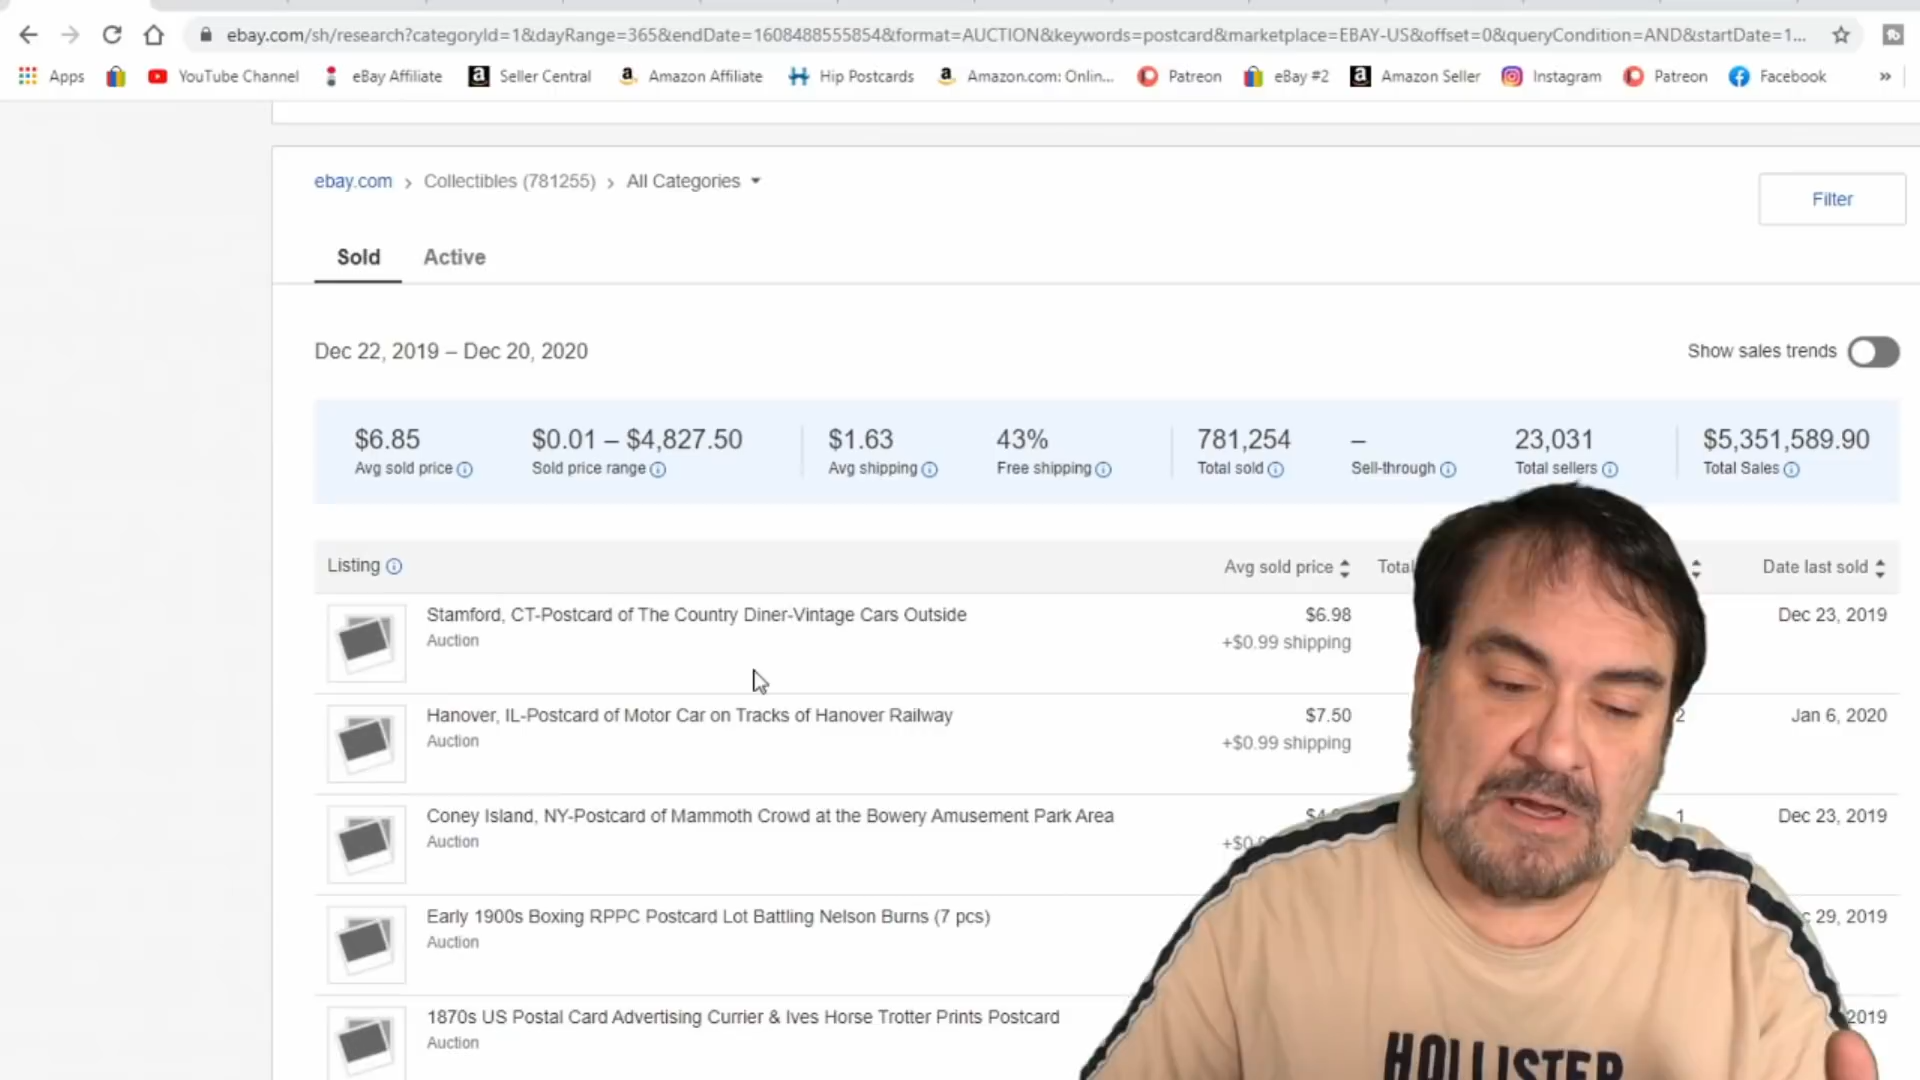 ebay.com/sh/research?categoryId=1&dayRange=365&endDate=1608488555854&format=AUCTION&keywords=postcard&marketplace=EBAY-US&offset=0&queryCondition=AND&startDate=1...
Apps YouTube Channel eBay Affiliate Seller Central Amazon Affiliate Hip Postcards Amazon.com: Onlin... Patreon eBay #2 Amazon Seller Instagram Patreon Facebook »
ebay.com > Collectibles (781255) > All Categories
Filter
Sold Active
Dec 22, 2019 – Dec 20, 2020 Show sales trends
$6.85 $0.01 – $4,827.50 $1.63 43% 781,254 – 23,031 $5,351,589.90
Avg sold price Sold price range Avg shipping Free shipping Total sold Sell-through Total sellers Total Sales
Listing Avg sold price Total Date last sold
Stamford, CT-Postcard of The Country Diner-Vintage Cars Outside $6.98 Dec 23, 2019
Auction +$0.99 shipping
Hanover, IL-Postcard of Motor Car on Tracks of Hanover Railway $7.50 2 Jan 6, 2020
Auction +$0.99 shipping
Coney Island, NY-Postcard of Mammoth Crowd at the Bowery Amusement Park Area 1 Dec 23, 2019
Auction
Early 1900s Boxing RPPC Postcard Lot Battling Nelson Burns (7 pcs) 29, 2019
Auction
1870s US Postal Card Advertising Currier & Ives Horse Trotter Prints Postcard 2019
Auction
HOLLISTER